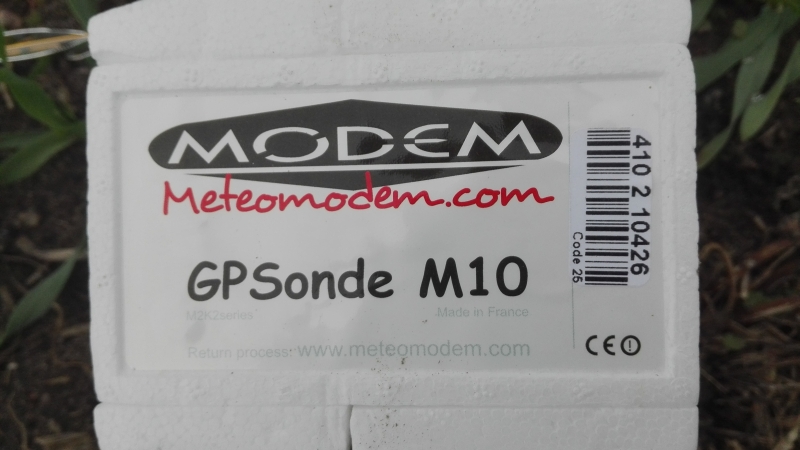 MODEM
Meteomodem.com
GPSonde M10
M2K2series
Made in France
Return process: www.meteomodem.com
410 2 10426
Code 25
CE